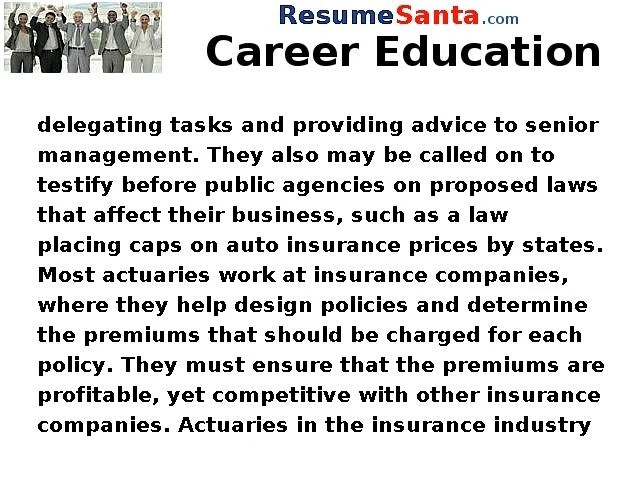 ResumeSanta.com
Career Education
delegating tasks and providing advice to senior
management. They also may be called on to
testify before public agencies on proposed laws
that affect their business, such as a law
placing caps on auto insurance prices by states.
Most actuaries work at insurance companies,
where they help design policies and determine
the premiums that should be charged for each
policy. They must ensure that the premiums are
profitable, yet competitive with other insurance
companies. Actuaries in the insurance industry